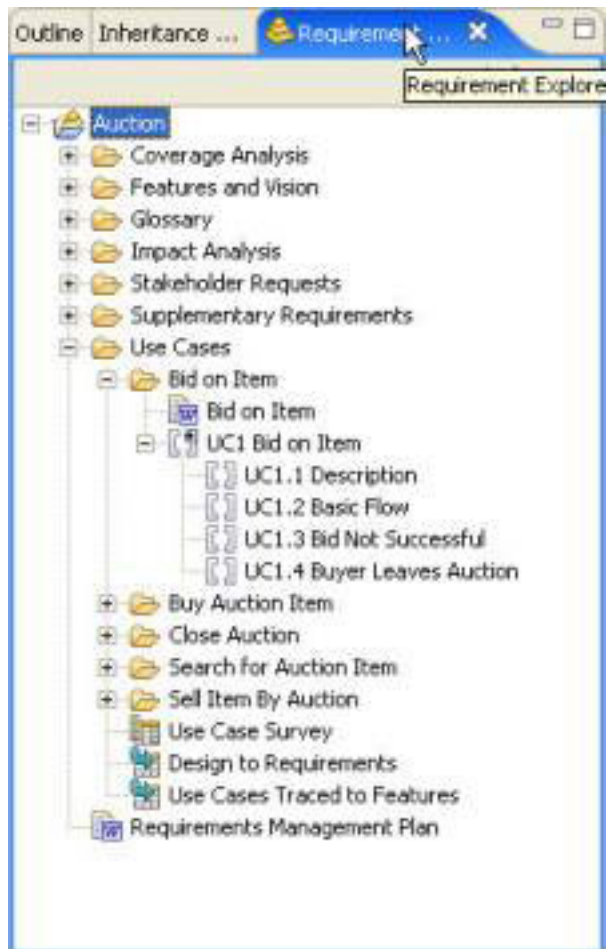 Outline Inheritance ... Requirement ...
Requirement Explore
Auction
Coverage Analysis
Features and Vision
Glossary
Impact Analysis
Stakeholder Requests
Supplementary Requirements
Use Cases
Bid on Item
Bid on Item
UC1 Bid on Item
UC1.1 Description
UC1.2 Basic Flow
UC1.3 Bid Not Successful
UC1.4 Buyer Leaves Auction
Buy Auction Item
Close Auction
Search for Auction Item
Sell Item By Auction
Use Case Survey
Design to Requirements
Use Cases Traced to Features
Requirements Management Plan